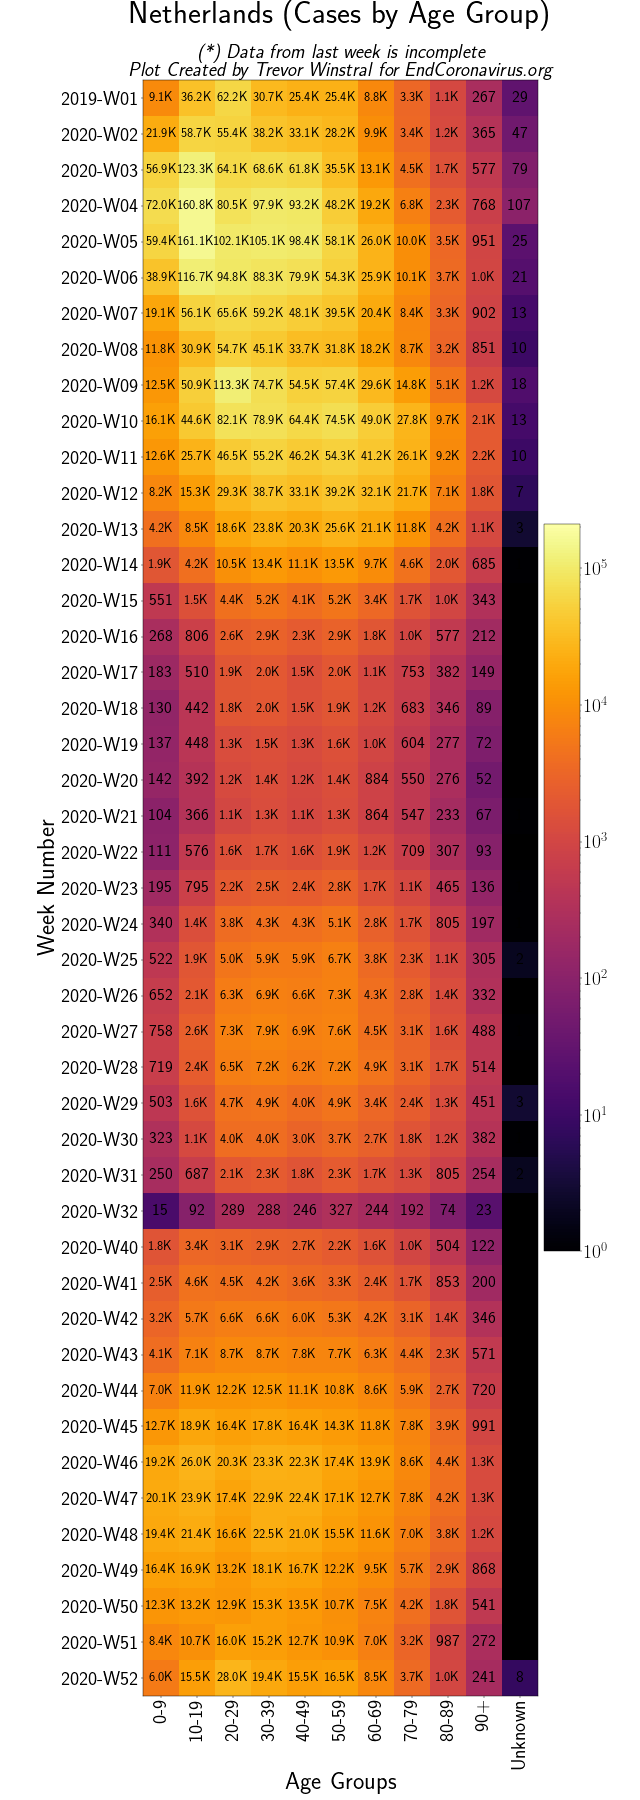 Netherlands (Cases by Age Group)
(*) Data from last week is incomplete
Plot Created by Trevor Winstral for EndCoronavirus.org
2019-W01 9.1K 36.2K 62.2K 30.7K 25.4K 25.4K 8.8K 3.3K 1.1K 267 29
2020-W02 21.9K 58.7K 55.4K 38.2K 33.1K 28.2K 9.9K 3.4K 1.2K 365 47
2020-W03 56.9K 123.3K 64.1K 68.6K 61.8K 35.5K 13.1K 4.5K 1.7K 577 79
2020-W04 72.0K 160.8K 80.5K 97.9K 93.2K 48.2K 19.2K 6.8K 2.3K 768 107
2020-W05 59.4K 161.1K 102.1K 105.1K 98.4K 58.1K 26.0K 10.0K 3.5K 951 25
2020-W06 38.9K 116.7K 94.8K 88.3K 79.9K 54.3K 25.9K 10.1K 3.7K 1.0K 21
2020-W07 19.1K 56.1K 65.6K 59.2K 48.1K 39.5K 20.4K 8.4K 3.3K 902 13
2020-W08 11.8K 30.9K 54.7K 45.1K 33.7K 31.8K 18.2K 8.7K 3.2K 851 10
2020-W09 12.5K 50.9K 113.3K 74.7K 54.5K 57.4K 29.6K 14.8K 5.1K 1.2K 18
2020-W10 16.1K 44.6K 82.1K 78.9K 64.4K 74.5K 49.0K 27.8K 9.7K 2.1K 13
2020-W11 12.6K 25.7K 46.5K 55.2K 46.2K 54.3K 41.2K 26.1K 9.2K 2.2K 10
2020-W12 8.2K 15.3K 29.3K 38.7K 33.1K 39.2K 32.1K 21.7K 7.1K 1.8K 7
2020-W13 4.2K 8.5K 18.6K 23.8K 20.3K 25.6K 21.1K 11.8K 4.2K 1.1K 3
2020-W14 1.9K 4.2K 10.5K 13.4K 11.1K 13.5K 9.7K 4.6K 2.0K 685
2020-W15 551 1.5K 4.4K 5.2K 4.1K 5.2K 3.4K 1.7K 1.0K 343
2020-W16 268 806 2.6K 2.9K 2.3K 2.9K 1.8K 1.0K 577 212
2020-W17 183 510 1.9K 2.0K 1.5K 2.0K 1.1K 753 382 149
2020-W18 130 442 1.8K 2.0K 1.5K 1.9K 1.2K 683 346 89
2020-W19 137 448 1.3K 1.5K 1.3K 1.6K 1.0K 604 277 72
2020-W20 142 392 1.2K 1.4K 1.2K 1.4K 884 550 276 52
2020-W21 104 366 1.1K 1.3K 1.1K 1.3K 864 547 233 67
2020-W22 111 576 1.6K 1.7K 1.6K 1.9K 1.2K 709 307 93
2020-W23 195 795 2.2K 2.5K 2.4K 2.8K 1.7K 1.1K 465 136
2020-W24 340 1.4K 3.8K 4.3K 4.3K 5.1K 2.8K 1.7K 805 197
2020-W25 522 1.9K 5.0K 5.9K 5.9K 6.7K 3.8K 2.3K 1.1K 305 2
2020-W26 652 2.1K 6.3K 6.9K 6.6K 7.3K 4.3K 2.8K 1.4K 332
2020-W27 758 2.6K 7.3K 7.9K 6.9K 7.6K 4.5K 3.1K 1.6K 488
2020-W28 719 2.4K 6.5K 7.2K 6.2K 7.2K 4.9K 3.1K 1.7K 514
2020-W29 503 1.6K 4.7K 4.9K 4.0K 4.9K 3.4K 2.4K 1.3K 451 3
2020-W30 323 1.1K 4.0K 4.0K 3.0K 3.7K 2.7K 1.8K 1.2K 382
2020-W31 250 687 2.1K 2.3K 1.8K 2.3K 1.7K 1.3K 805 254 2
2020-W32 15 92 289 288 246 327 244 192 74 23
2020-W40 1.8K 3.4K 3.1K 2.9K 2.7K 2.2K 1.6K 1.0K 504 122
2020-W41 2.5K 4.6K 4.5K 4.2K 3.6K 3.3K 2.4K 1.7K 853 200
2020-W42 3.2K 5.7K 6.6K 6.6K 6.0K 5.3K 4.2K 3.1K 1.4K 346
2020-W43 4.1K 7.1K 8.7K 8.7K 7.8K 7.7K 6.3K 4.4K 2.3K 571
2020-W44 7.0K 11.9K 12.2K 12.5K 11.1K 10.8K 8.6K 5.9K 2.7K 720
2020-W45 12.7K 18.9K 16.4K 17.8K 16.4K 14.3K 11.8K 7.8K 3.9K 991
2020-W46 19.2K 26.0K 20.3K 23.3K 22.3K 17.4K 13.9K 8.6K 4.4K 1.3K
2020-W47 20.1K 23.9K 17.4K 22.9K 22.4K 17.1K 12.7K 7.8K 4.2K 1.3K
2020-W48 19.4K 21.4K 16.6K 22.5K 21.0K 15.5K 11.6K 7.0K 3.8K 1.2K
2020-W49 16.4K 16.9K 13.2K 18.1K 16.7K 12.2K 9.5K 5.7K 2.9K 868
2020-W50 12.3K 13.2K 12.9K 15.3K 13.5K 10.7K 7.5K 4.2K 1.8K 541
2020-W51 8.4K 10.7K 16.0K 15.2K 12.7K 10.9K 7.0K 3.2K 987 272
2020-W52 6.0K 15.5K 28.0K 19.4K 15.5K 16.5K 8.5K 3.7K 1.0K 241 8
0-9 10-19 20-29 30-39 40-49 50-59 60-69 70-79 80-89 90+ Unknown
Age Groups
Week Number
10⁵
10⁴
10³
10²
10¹
10⁰